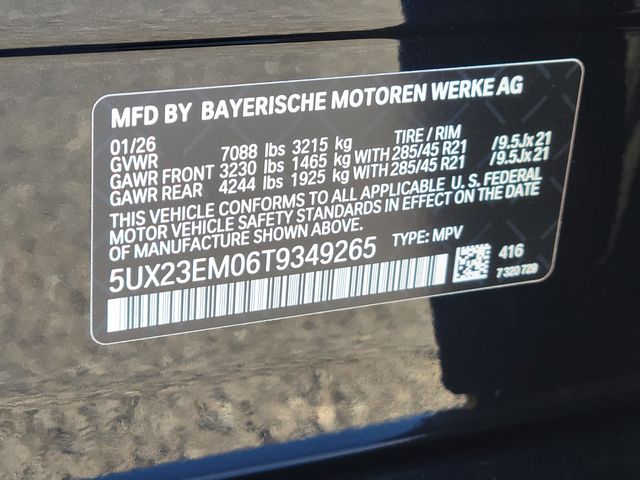 MFD BY BAYERISCHE MOTOREN WERKE AG
01/26
GVWR 7088 lbs 3215 kg TIRE / RIM
GAWR FRONT 3230 lbs 1465 kg WITH 285/45 R21 /9.5Jx21
GAWR REAR 4244 lbs 1925 kg WITH 285/45 R21 /9.5Jx21
THIS VEHICLE CONFORMS TO ALL APPLICABLE U.S. FEDERAL
MOTOR VEHICLE SAFETY STANDARDS IN EFFECT ON THE DATE
OF MANUFACTURE SHOWN ABOVE.
5UX23EM06T9349265 TYPE: MPV
416
7320720